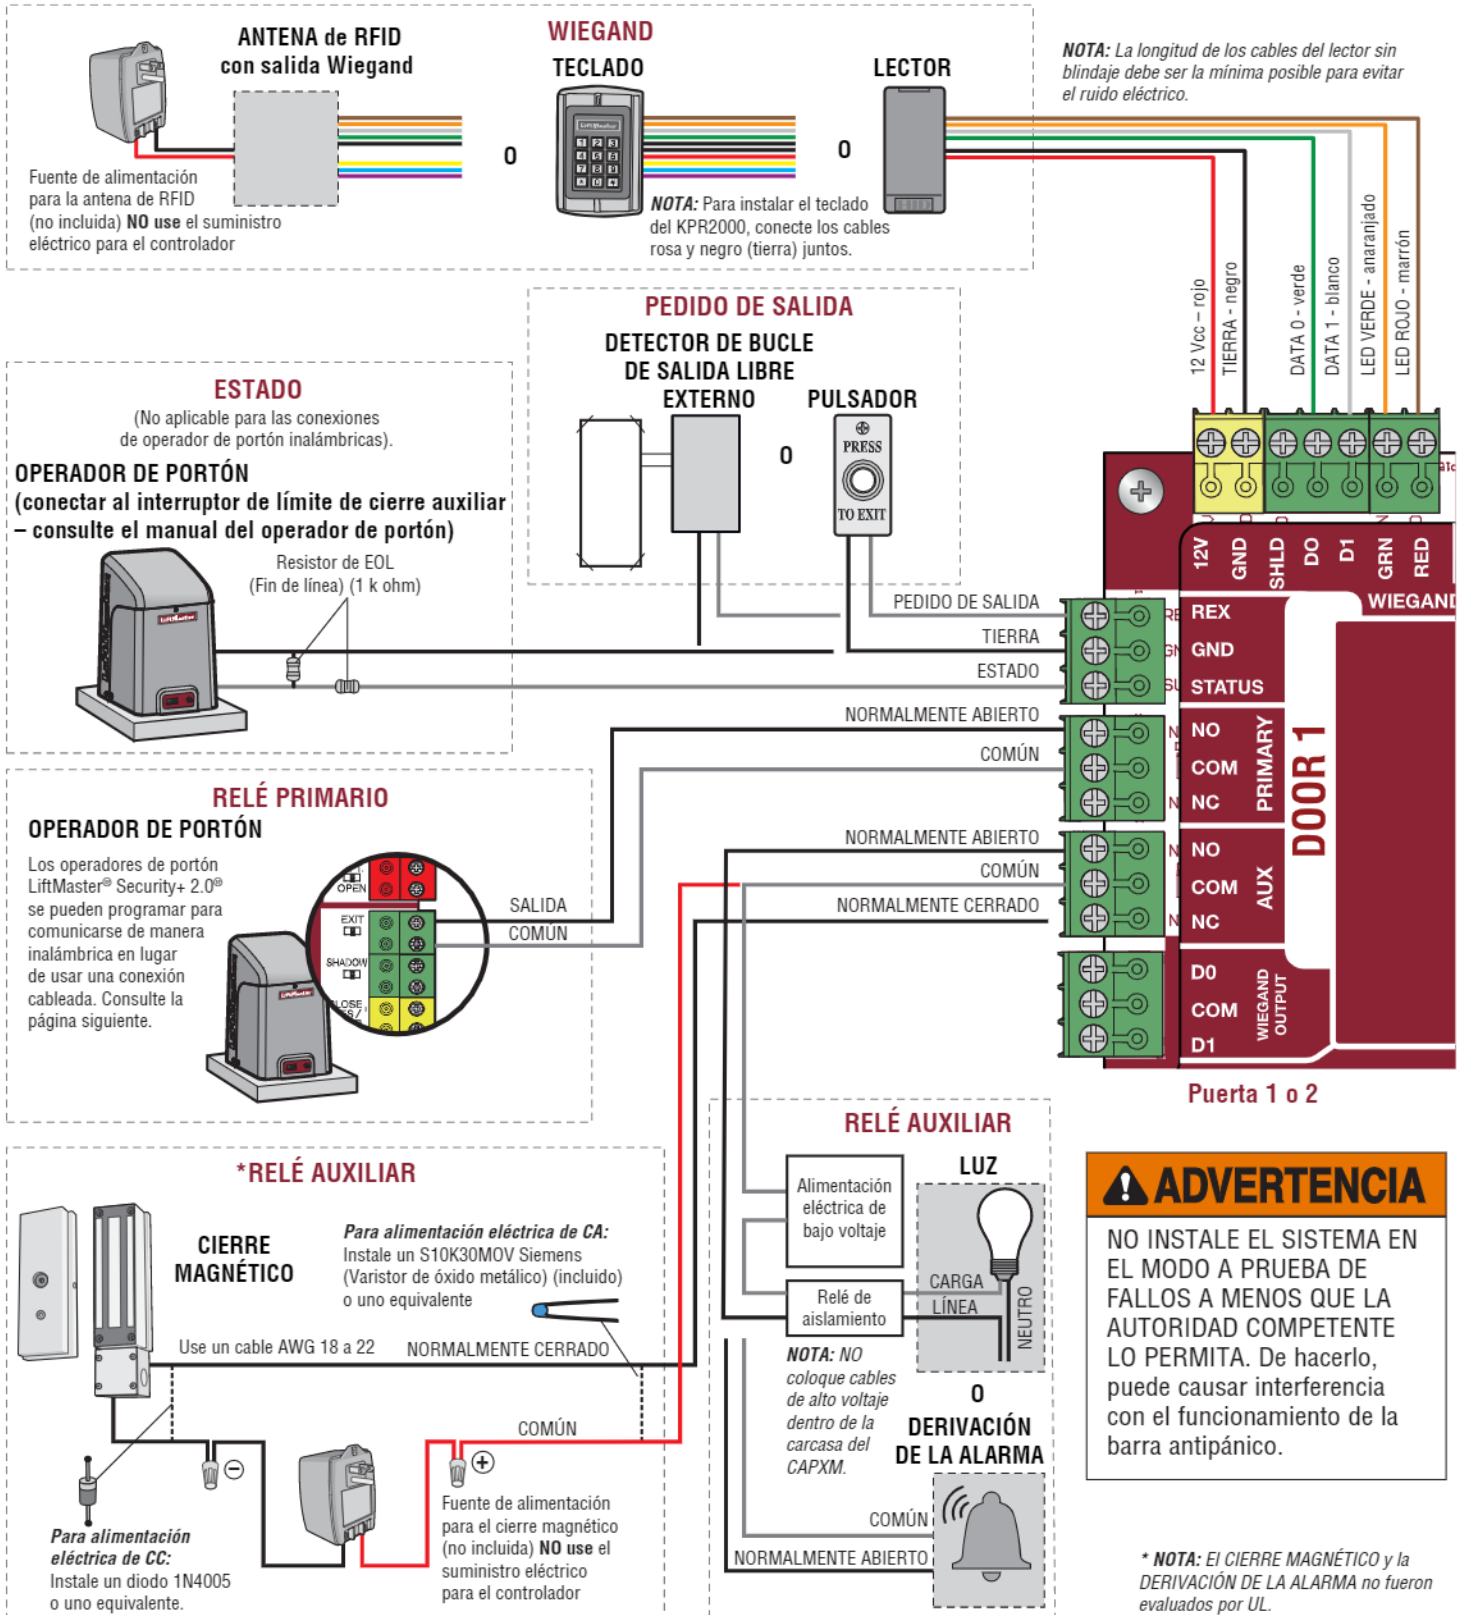 WIEGAND
ANTENA de RFID
con salida Wiegand
TECLADO
LECTOR
NOTA: La longitud de los cables del lector sin
blindaje debe ser la mínima posible para evitar
el ruido eléctrico.
LiftMaster
1 2 3
4 5 6
7 8 9
* 0 #
O
O
Fuente de alimentación
para la antena de RFID
(no incluida) NO use el suministro
eléctrico para el controlador
NOTA: Para instalar el teclado
del KPR2000, conecte los cables
rosa y negro (tierra) juntos.
12 Vcc – rojo
TIERRA - negro
DATA 0 - verde
DATA 1 - blanco
LED VERDE - anaranjado
LED ROJO - marrón
PEDIDO DE SALIDA
DETECTOR DE BUCLE
DE SALIDA LIBRE
EXTERNO
PULSADOR
O
PRESS
TO EXIT
ESTADO
(No aplicable para las conexiones
de operador de portón inalámbricas).
OPERADOR DE PORTÓN
(conectar al interruptor de límite de cierre auxiliar
– consulte el manual del operador de portón)
Resistor de EOL
(Fin de línea) (1 k ohm)
LiftMaster
PEDIDO DE SALIDA
TIERRA
ESTADO
NORMALMENTE ABIERTO
COMÚN
NORMALMENTE ABIERTO
COMÚN
NORMALMENTE CERRADO
12V
GND
SHLD
DO
D1
GRN
RED
WIEGAND
REX
GND
STATUS
NO
COM
NC
PRIMARY
NO
COM
NC
AUX
DOOR 1
D0
COM
D1
WIEGAND
OUTPUT
Puerta 1 o 2
RELÉ PRIMARIO
OPERADOR DE PORTÓN
Los operadores de portón
LiftMaster® Security+ 2.0®
se pueden programar para
comunicarse de manera
inalámbrica en lugar
de usar una conexión
cableada. Consulte la
página siguiente.
OPEN
EXIT
SHADOW
SALIDA
COMÚN
LiftMaster
*RELÉ AUXILIAR
CIERRE
MAGNÉTICO
Para alimentación eléctrica de CA:
Instale un S10K30MOV Siemens
(Varistor de óxido metálico) (incluido)
o uno equivalente
Use un cable AWG 18 a 22
NORMALMENTE CERRADO
COMÚN
–
+
Para alimentación
eléctrica de CC:
Instale un diodo 1N4005
o uno equivalente.
Fuente de alimentación
para el cierre magnético
(no incluida) NO use el
suministro eléctrico
para el controlador
RELÉ AUXILIAR
Alimentación
eléctrica de
bajo voltaje
LUZ
Relé de
aislamiento
CARGA
LÍNEA
NEUTRO
NOTA: NO
coloque cables
de alto voltaje
dentro de la
carcasa del
CAPXM.
O
DERIVACIÓN
DE LA ALARMA
COMÚN
NORMALMENTE ABIERTO
ADVERTENCIA
NO INSTALE EL SISTEMA EN
EL MODO A PRUEBA DE
FALLOS A MENOS QUE LA
AUTORIDAD COMPETENTE
LO PERMITA. De hacerlo,
puede causar interferencia
con el funcionamiento de la
barra antipánico.
* NOTA: El CIERRE MAGNÉTICO y la
DERIVACIÓN DE LA ALARMA no fueron
evaluados por UL.